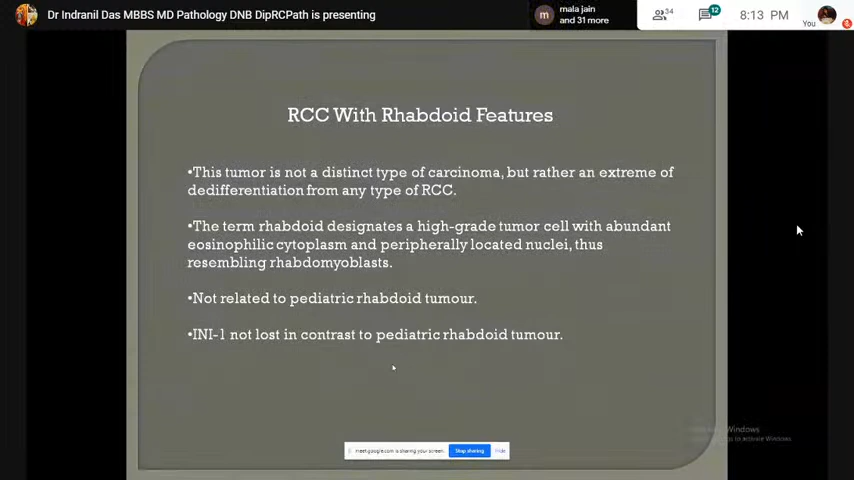 Dr Indranil Das MBBS MD Pathology DNB DipRCPath is presenting
mala jain
and 31 more
m
34
12
8:13 PM
You
RCC With Rhabdoid Features
•This tumor is not a distinct type of carcinoma, but rather an extreme of
dedifferentiation from any type of RCC.
•The term rhabdoid designates a high-grade tumor cell with abundant
eosinophilic cytoplasm and peripherally located nuclei, thus
resembling rhabdomyoblasts.
•Not related to pediatric rhabdoid tumour.
•INI-1 not lost in contrast to pediatric rhabdoid tumour.
meet.google.com is sharing your screen.
Stop sharing
Hide
Windows
to activate Windows.